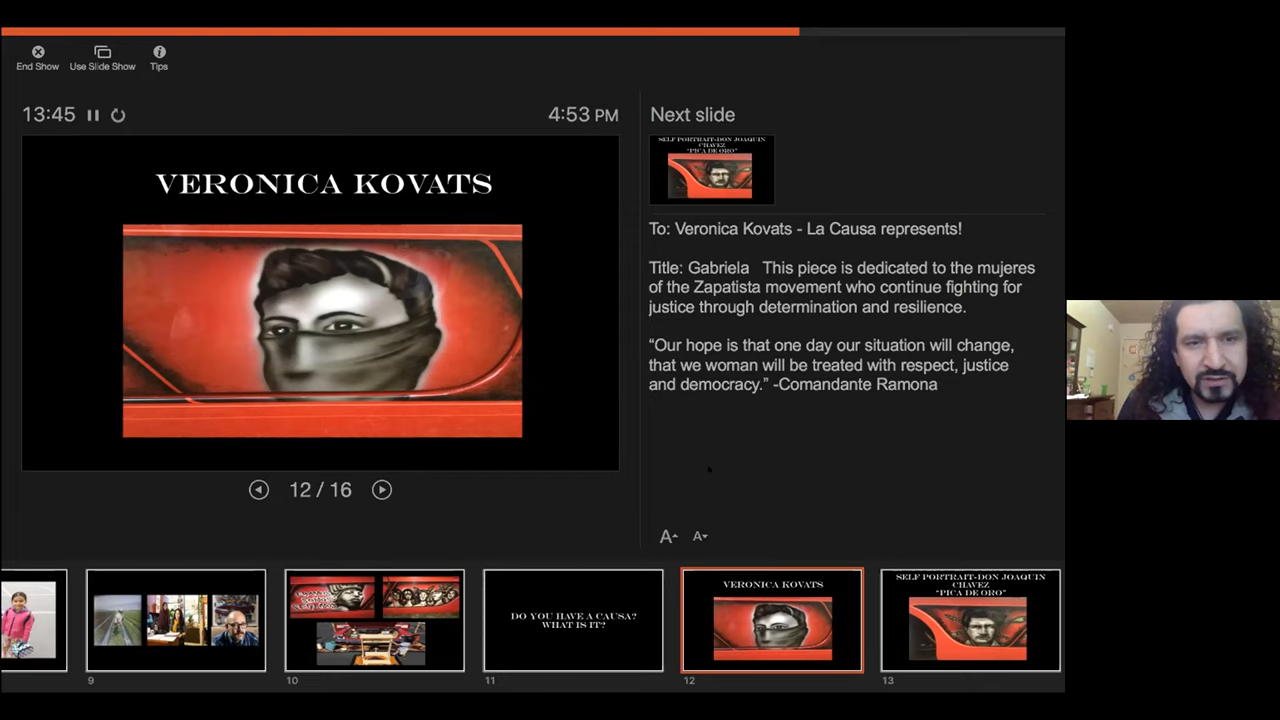 End Show
Use Slide Show
Tips
13:45
4:53 PM
VERONICA KOVATS
12 / 16
Next slide
SELF PORTRAIT-DON JOAQUIN
CHAVEZ
"PICA DE ORO"
To: Veronica Kovats - La Causa represents!
Title: Gabriela   This piece is dedicated to the mujeres
of the Zapatista movement who continue fighting for
justice through determination and resilience.
“Our hope is that one day our situation will change,
that we woman will be treated with respect, justice
and democracy.” -Comandante Ramona
A
A
DO YOU HAVE A CAUSA?
WHAT IS IT?
VERONICA KOVATS
SELF PORTRAIT-DON JOAQUIN
CHAVEZ
"PICA DE ORO"
9
10
11
12
13